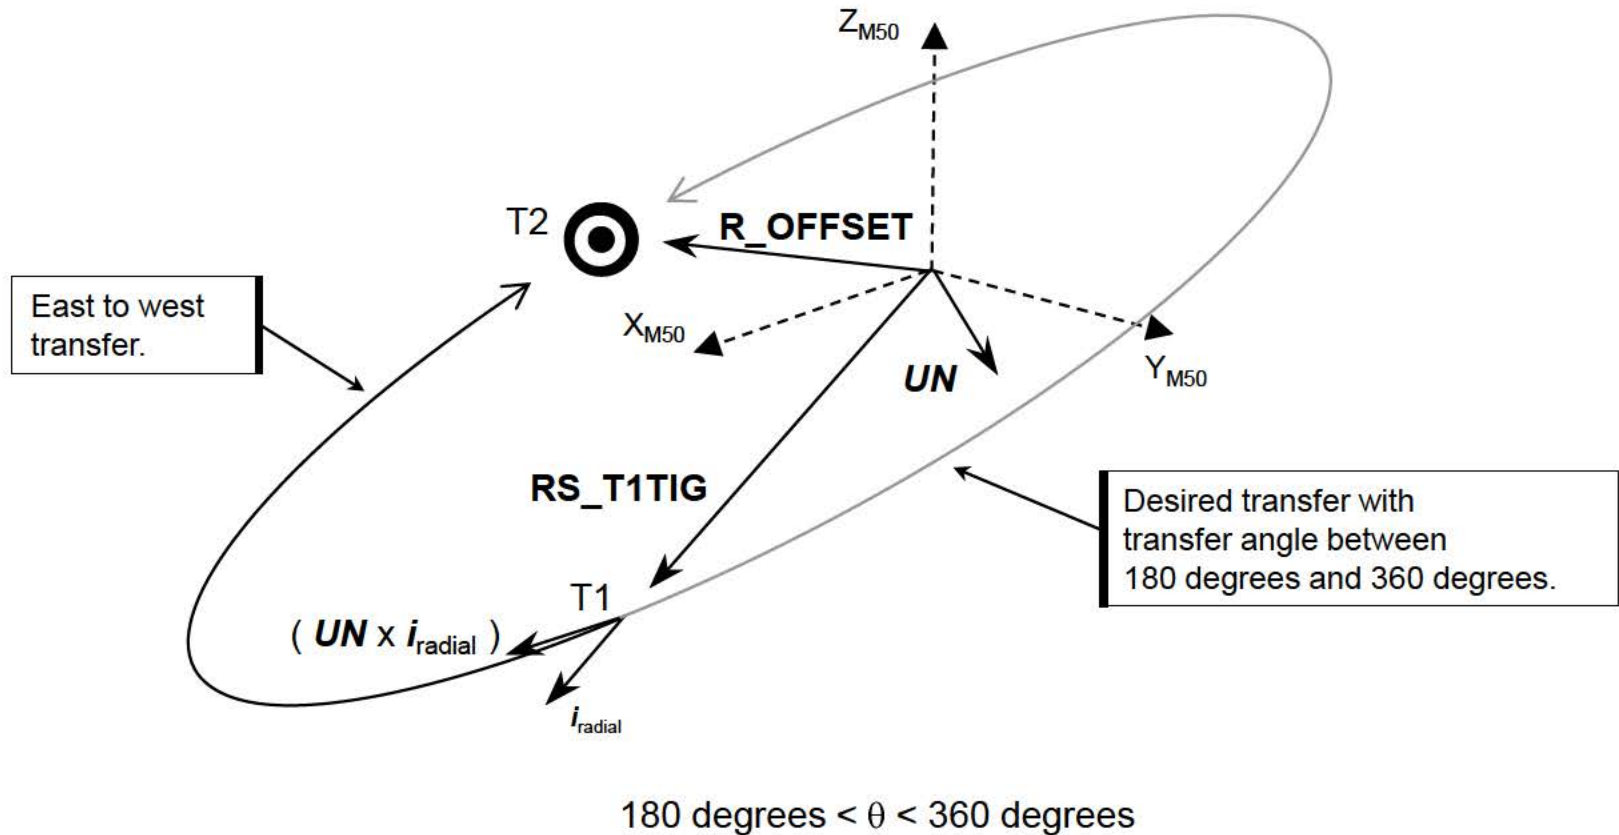 Z_M50
T2
R_OFFSET
East to west
transfer.
X_M50
UN
Y_M50
RS_T1TIG
Desired transfer with
transfer angle between
180 degrees and 360 degrees.
T1
( UN x i_radial )
i_radial
180 degrees < θ < 360 degrees